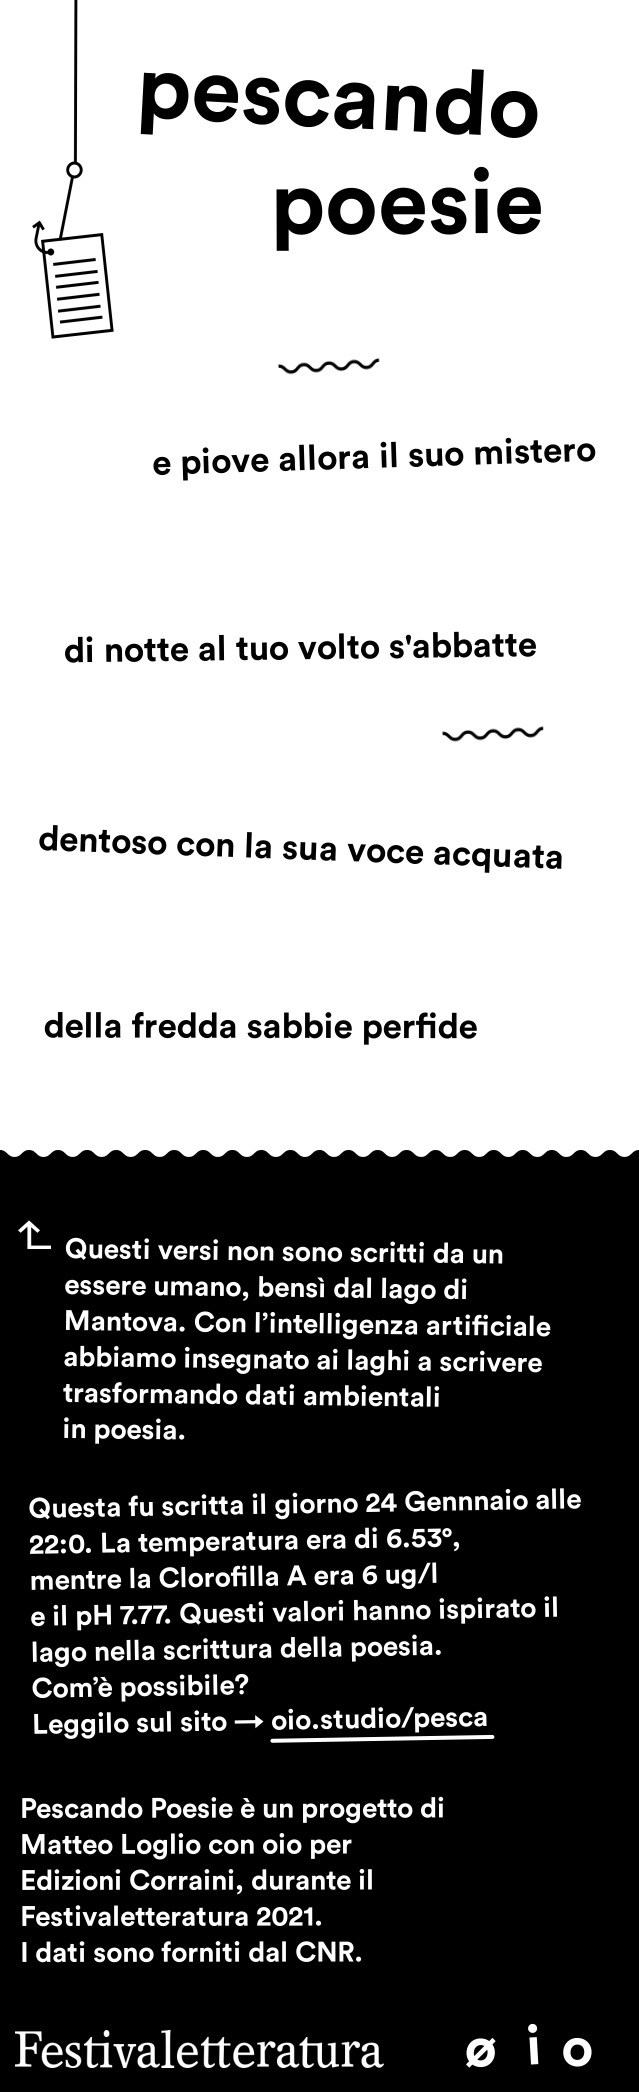 pescando
poesie
e piove allora il suo mistero
di notte al tuo volto s'abbatte
dentoso con la sua voce acquata
della fredda sabbie perfide
Questi versi non sono scritti da un
essere umano, bensì dal lago di
Mantova. Con l’intelligenza artificiale
abbiamo insegnato ai laghi a scrivere
trasformando dati ambientali
in poesia.
Questa fu scritta il giorno 24 Gennnaio alle
22:0. La temperatura era di 6.53°,
mentre la Clorofilla A era 6 ug/l
e il pH 7.77. Questi valori hanno ispirato il
lago nella scrittura della poesia.
Com’è possibile?
Leggilo sul sito → oio.studio/pesca
Pescando Poesie è un progetto di
Matteo Loglio con oio per
Edizioni Corraini, durante il
Festivaletteratura 2021.
I dati sono forniti dal CNR.
Festivaletteratura ø i o